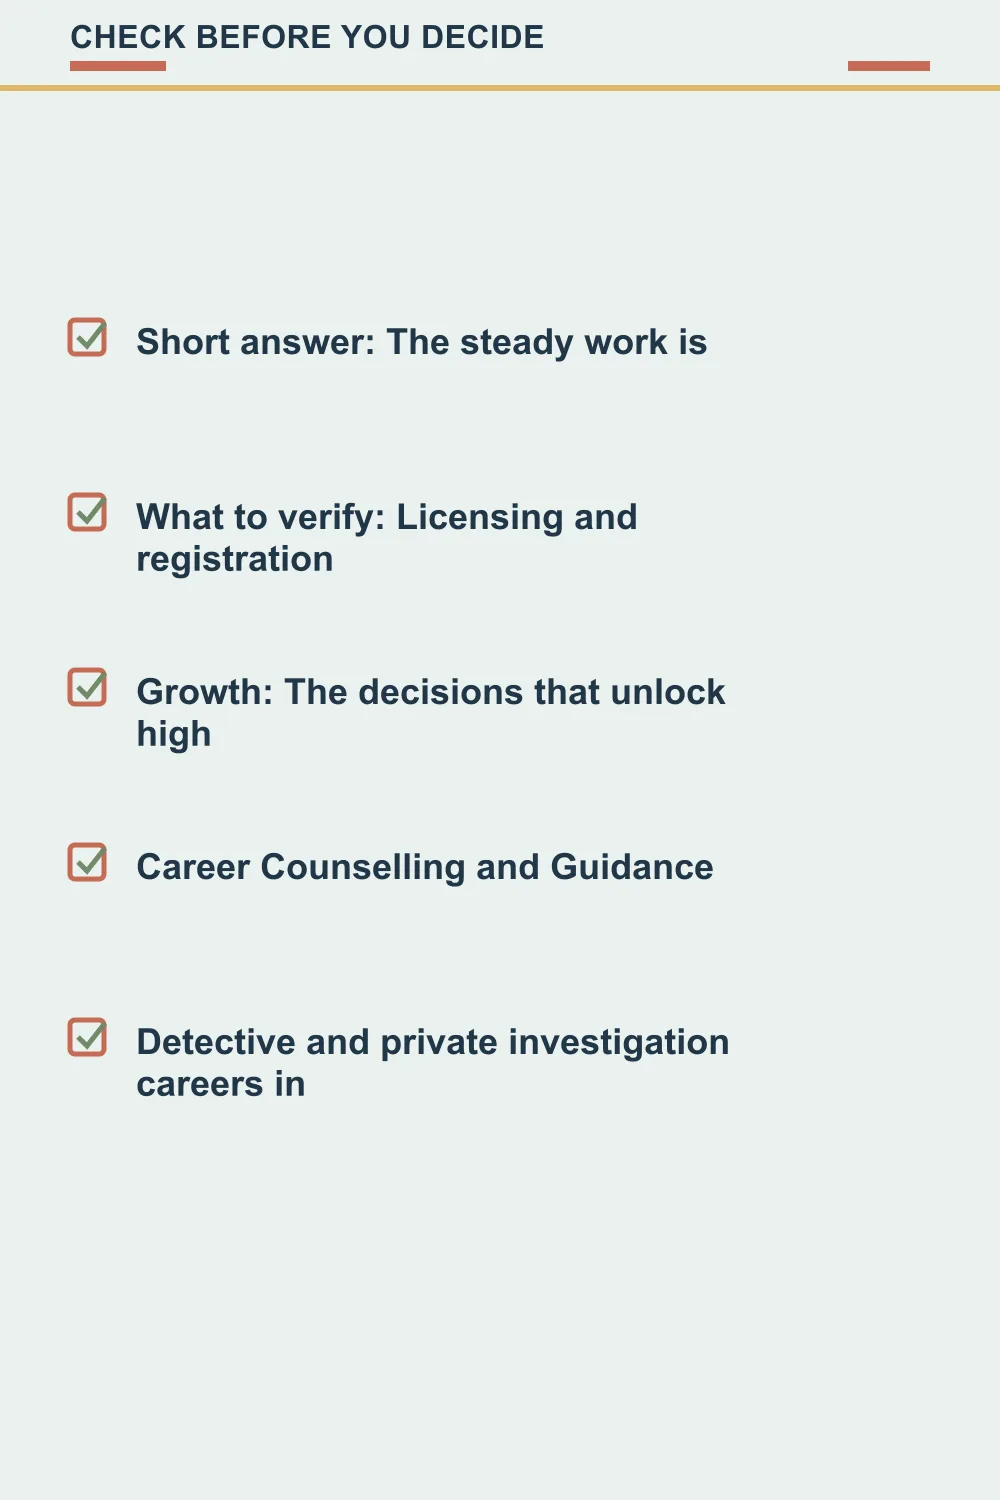 CHECK BEFORE YOU DECIDE
Short answer: The steady work is
What to verify: Licensing and
registration
Growth: The decisions that unlock
high
Career Counselling and Guidance
Detective and private investigation
careers in